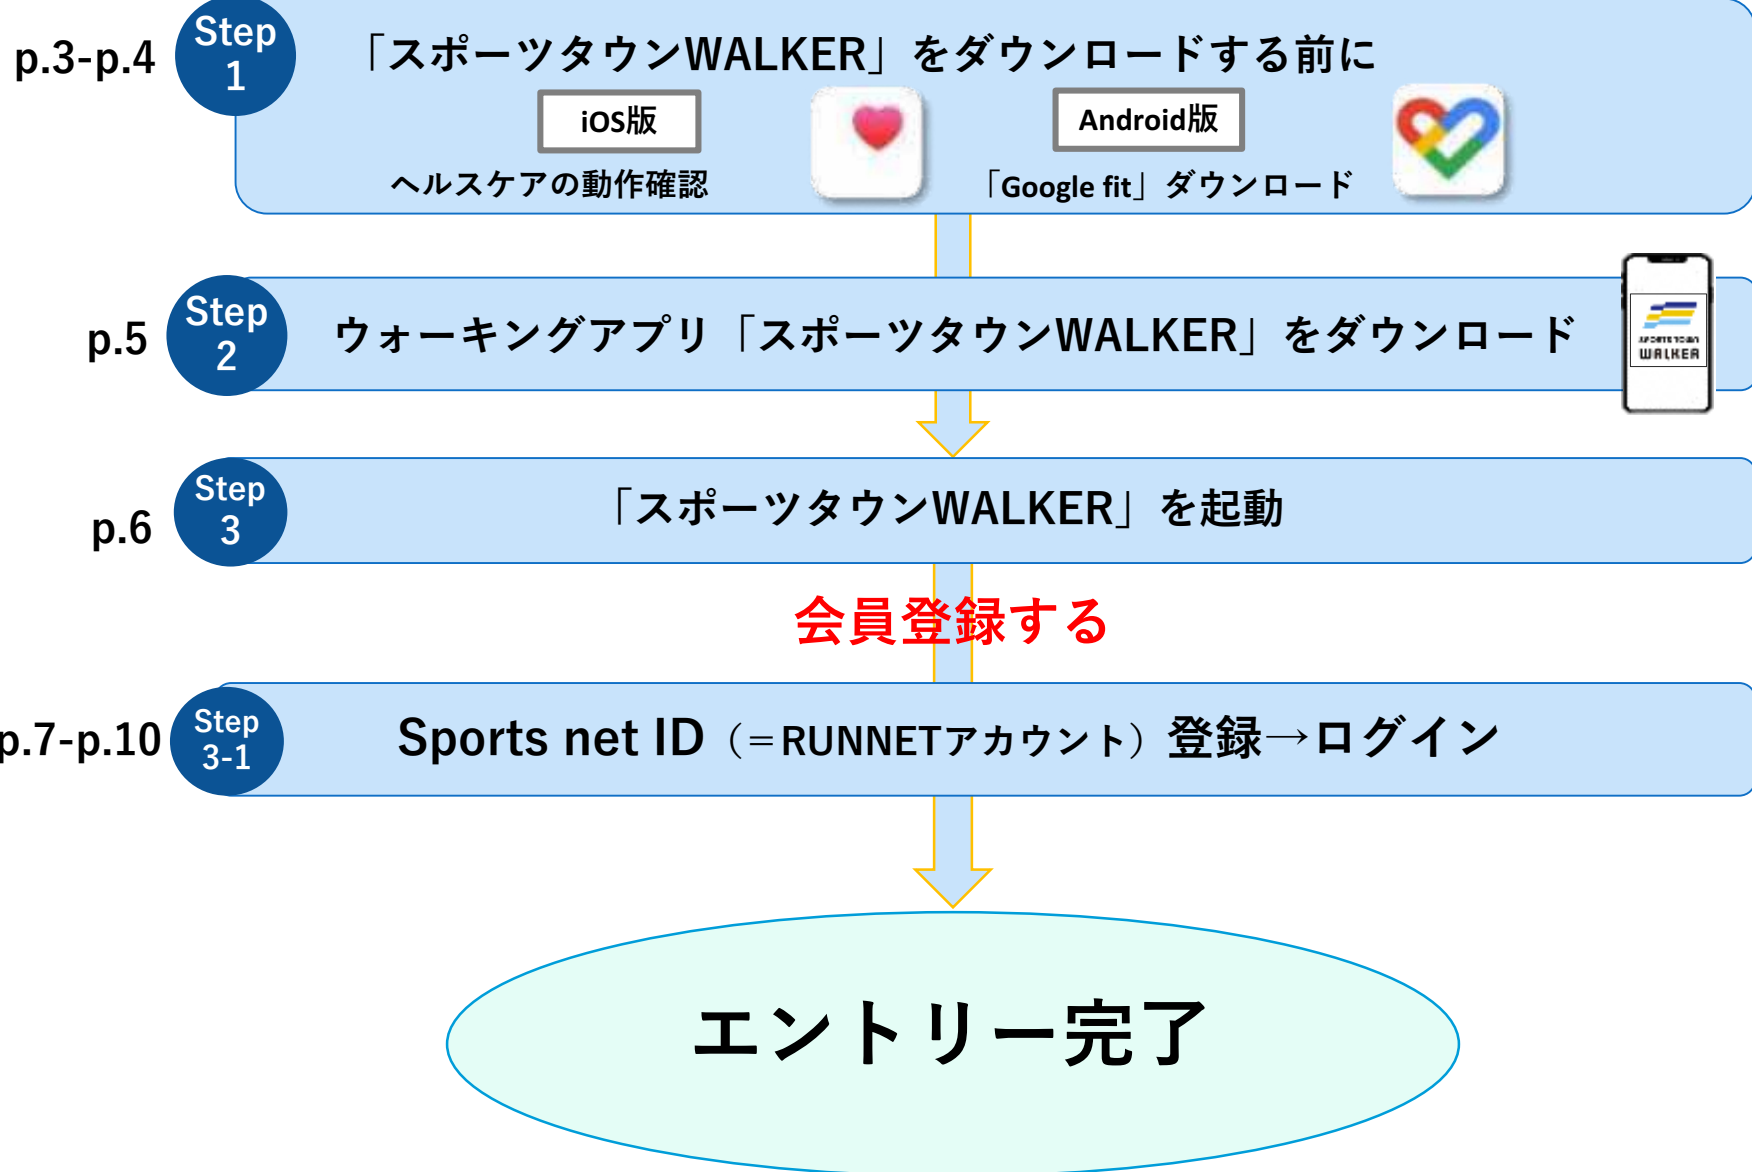 p.3-p.4
Step
1
「スポーツタウンWALKER」をダウンロードする前に
iOS版
Android版
ヘルスケアの動作確認
「Google fit」ダウンロード
p.5
Step
2
ウォーキングアプリ「スポーツタウンWALKER」をダウンロード
SPORTS TOWN
WALKER
p.6
Step
3
「スポーツタウンWALKER」を起動
会員登録する
p.7-p.10
Step
3-1
Sports net ID（＝RUNNETアカウント）登録→ログイン
エントリー完了